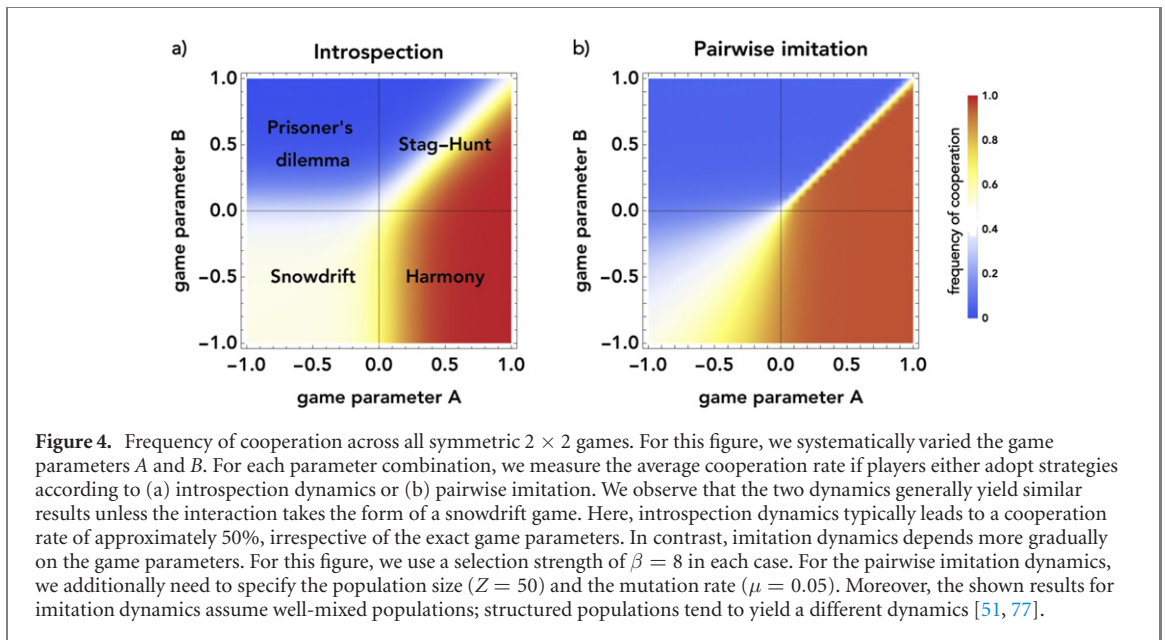 a)
Introspection
1.0
0.5
0.0
−0.5
−1.0
game parameter B
Prisoner's
dilemma
Stag–Hunt
Snowdrift
Harmony
−1.0 −0.5 0.0 0.5 1.0
game parameter A
b)
Pairwise imitation
1.0
0.5
0.0
−0.5
−1.0
game parameter B
−1.0 −0.5 0.0 0.5 1.0
game parameter A
frequency of cooperation
1.0
0.8
0.6
0.4
0.2
0
Figure 4. Frequency of cooperation across all symmetric 2 × 2 games. For this figure, we systematically varied the game
parameters A and B. For each parameter combination, we measure the average cooperation rate if players either adopt strategies
according to (a) introspection dynamics or (b) pairwise imitation. We observe that the two dynamics generally yield similar
results unless the interaction takes the form of a snowdrift game. Here, introspection dynamics typically leads to a cooperation
rate of approximately 50%, irrespective of the exact game parameters. In contrast, imitation dynamics depends more gradually
on the game parameters. For this figure, we use a selection strength of β = 8 in each case. For the pairwise imitation dynamics,
we additionally need to specify the population size (Z = 50) and the mutation rate (μ = 0.05). Moreover, the shown results for
imitation dynamics assume well-mixed populations; structured populations tend to yield a different dynamics [51, 77].